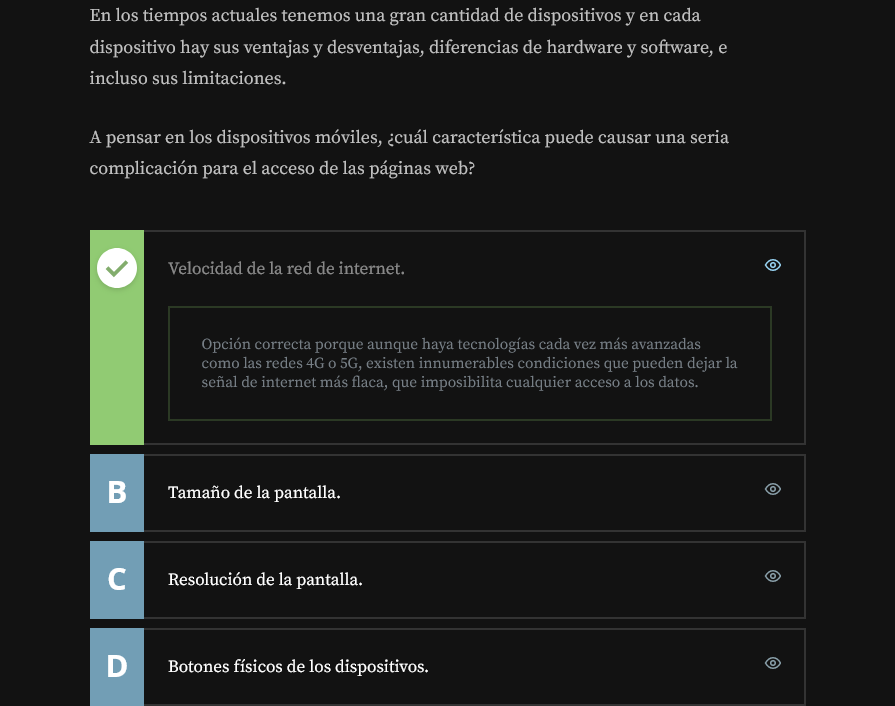 En los tiempos actuales tenemos una gran cantidad de dispositivos y en cada
dispositivo hay sus ventajas y desventajas, diferencias de hardware y software, e
incluso sus limitaciones.
A pensar en los dispositivos móviles, ¿cuál característica puede causar una seria
complicación para el acceso de las páginas web?
Velocidad de la red de internet.
Opción correcta porque aunque haya tecnologías cada vez más avanzadas
como las redes 4G o 5G, existen innumerables condiciones que pueden dejar la
señal de internet más flaca, que imposibilita cualquier acceso a los datos.
B Tamaño de la pantalla.
C Resolución de la pantalla.
D Botones físicos de los dispositivos.